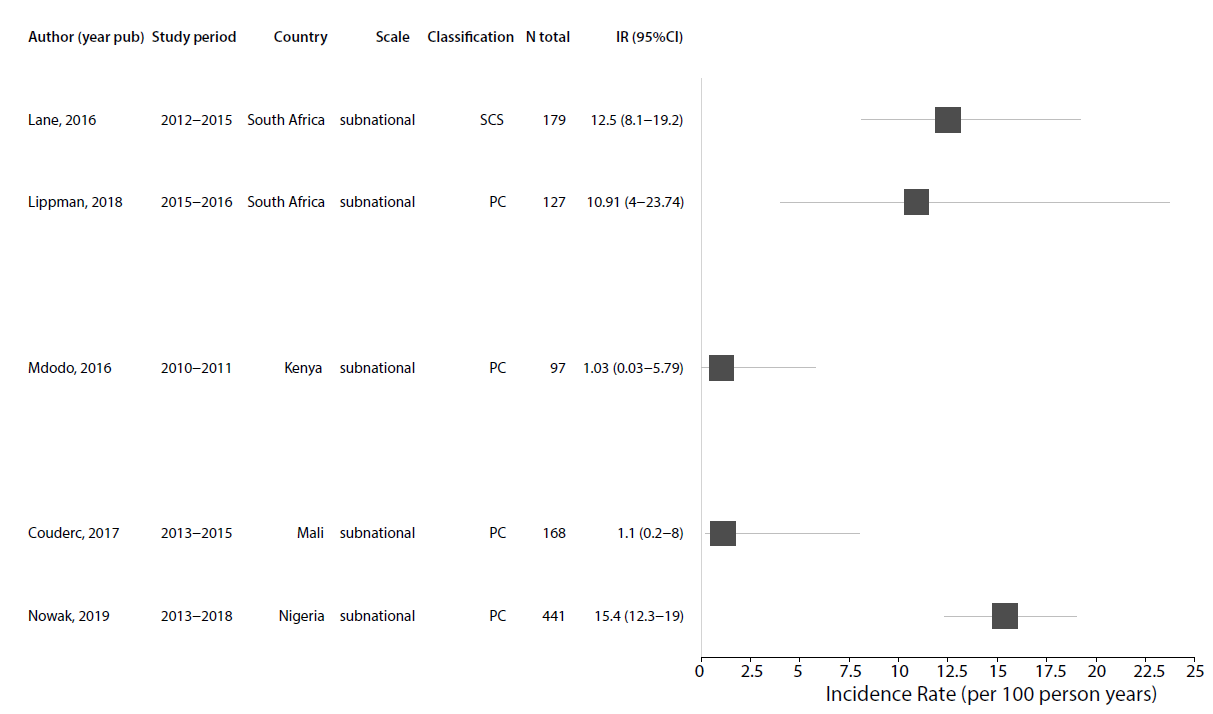 Author (year pub) Study period Country Scale Classification N total IR (95%CI)
Lane, 2016 2012−2015 South Africa subnational SCS 179 12.5 (8.1−19.2)
Lippman, 2018 2015−2016 South Africa subnational PC 127 10.91 (4−23.74)
Mdodo, 2016 2010−2011 Kenya subnational PC 97 1.03 (0.03−5.79)
Couderc, 2017 2013−2015 Mali subnational PC 168 1.1 (0.2−8)
Nowak, 2019 2013−2018 Nigeria subnational PC 441 15.4 (12.3−19)
0 2.5 5 7.5 10 12.5 15 17.5 20 22.5 25
Incidence Rate (per 100 person years)